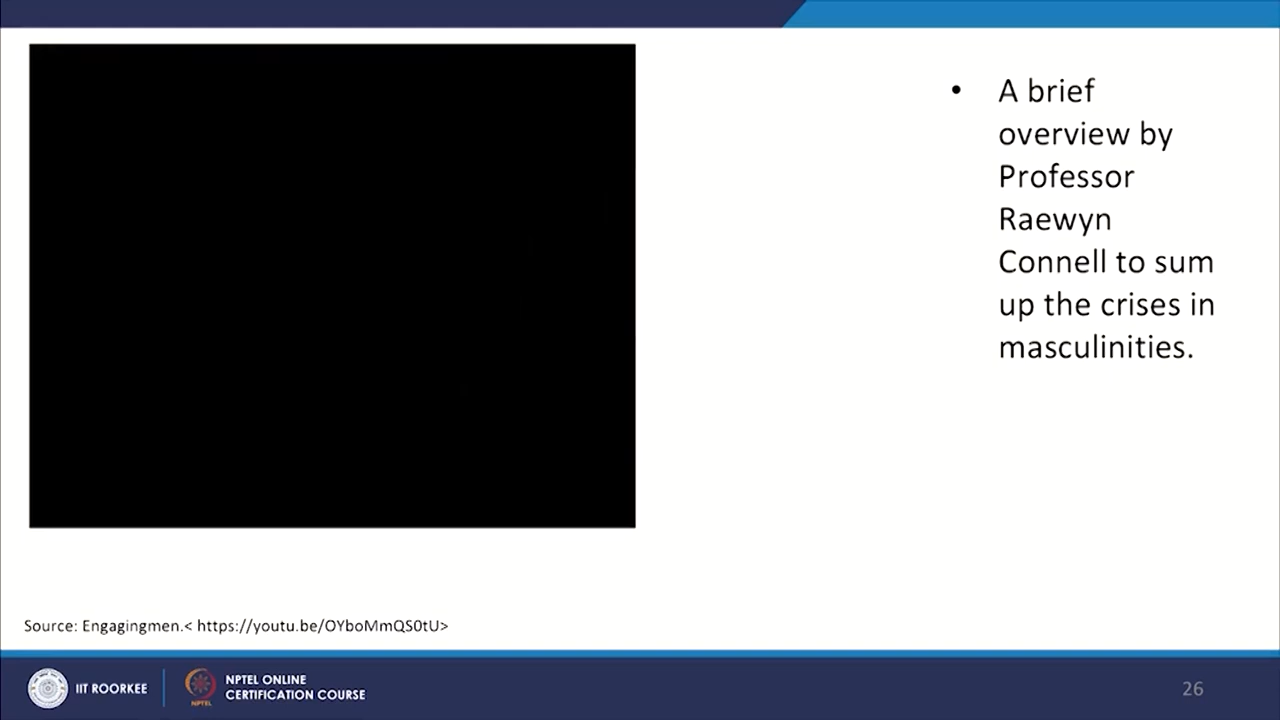 • A brief
overview by
Professor
Raewyn
Connell to sum
up the crises in
masculinities.
Source: Engagingmen.< https://youtu.be/OYboMmQS0tU>
IIT ROORKEE
NPTEL
NPTEL ONLINE
CERTIFICATION COURSE
26